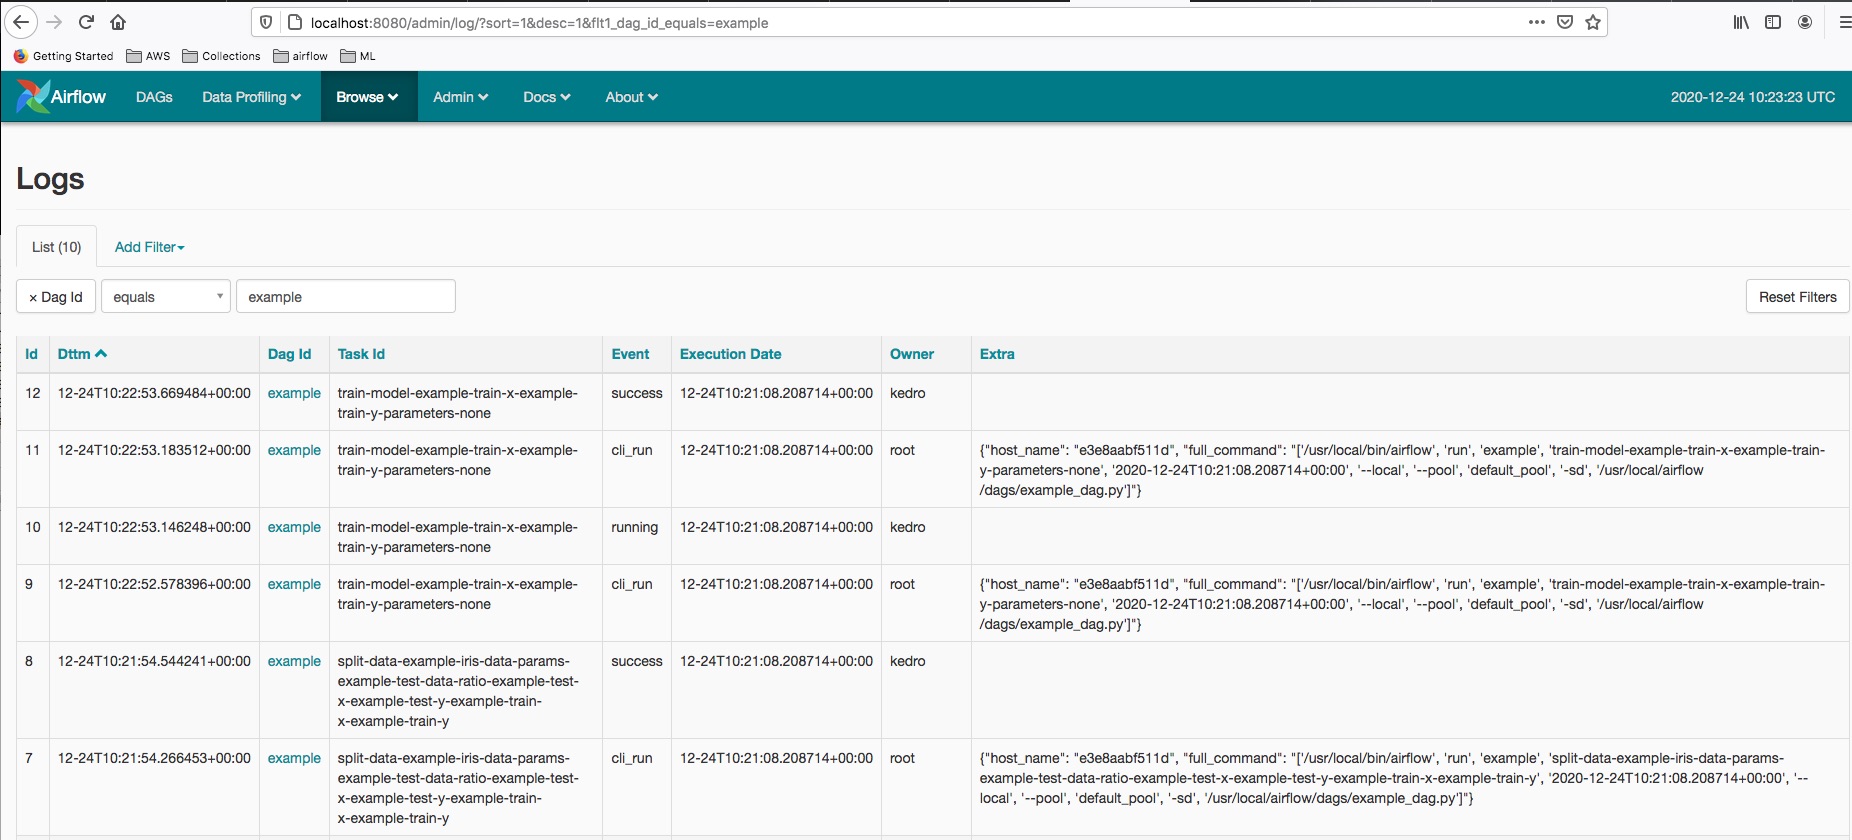 localhost:8080/admin/log/?sort=1&desc=1&flt1_dag_id_equals=example
Getting Started AWS Collections airflow ML
Airflow DAGs Data Profiling Browse Admin Docs About 2020-12-24 10:23:23 UTC
Logs
List (10) Add Filter
× Dag Id equals example Reset Filters
Id Dttm Dag Id Task Id Event Execution Date Owner Extra
12 12-24T10:22:53.669484+00:00 example train-model-example-train-x-example- success 12-24T10:21:08.208714+00:00 kedro
train-y-parameters-none
11 12-24T10:22:53.183512+00:00 example train-model-example-train-x-example- cli_run 12-24T10:21:08.208714+00:00 root {"host_name": "e3e8aabf511d", "full_command": "['/usr/local/bin/airflow', 'run', 'example', 'train-model-example-train-x-example-train-
train-y-parameters-none y-parameters-none', '2020-12-24T10:21:08.208714+00:00', '--local', '--pool', 'default_pool', '-sd', '/usr/local/airflow
/dags/example_dag.py']"}
10 12-24T10:22:53.146248+00:00 example train-model-example-train-x-example- running 12-24T10:21:08.208714+00:00 kedro
train-y-parameters-none
9 12-24T10:22:52.578396+00:00 example train-model-example-train-x-example- cli_run 12-24T10:21:08.208714+00:00 root {"host_name": "e3e8aabf511d", "full_command": "['/usr/local/bin/airflow', 'run', 'example', 'train-model-example-train-x-example-train-
train-y-parameters-none y-parameters-none', '2020-12-24T10:21:08.208714+00:00', '--local', '--pool', 'default_pool', '-sd', '/usr/local/airflow
/dags/example_dag.py']"}
8 12-24T10:21:54.544241+00:00 example split-data-example-iris-data-params- success 12-24T10:21:08.208714+00:00 kedro
example-test-data-ratio-example-test-
x-example-test-y-example-train-
x-example-train-y
7 12-24T10:21:54.266453+00:00 example split-data-example-iris-data-params- cli_run 12-24T10:21:08.208714+00:00 root {"host_name": "e3e8aabf511d", "full_command": "['/usr/local/bin/airflow', 'run', 'example', 'split-data-example-iris-data-params-
example-test-data-ratio-example-test- example-test-data-ratio-example-test-x-example-test-y-example-train-x-example-train-y', '2020-12-24T10:21:08.208714+00:00', '--
x-example-test-y-example-train- local', '--pool', 'default_pool', '-sd', '/usr/local/airflow/dags/example_dag.py']"}
x-example-train-y